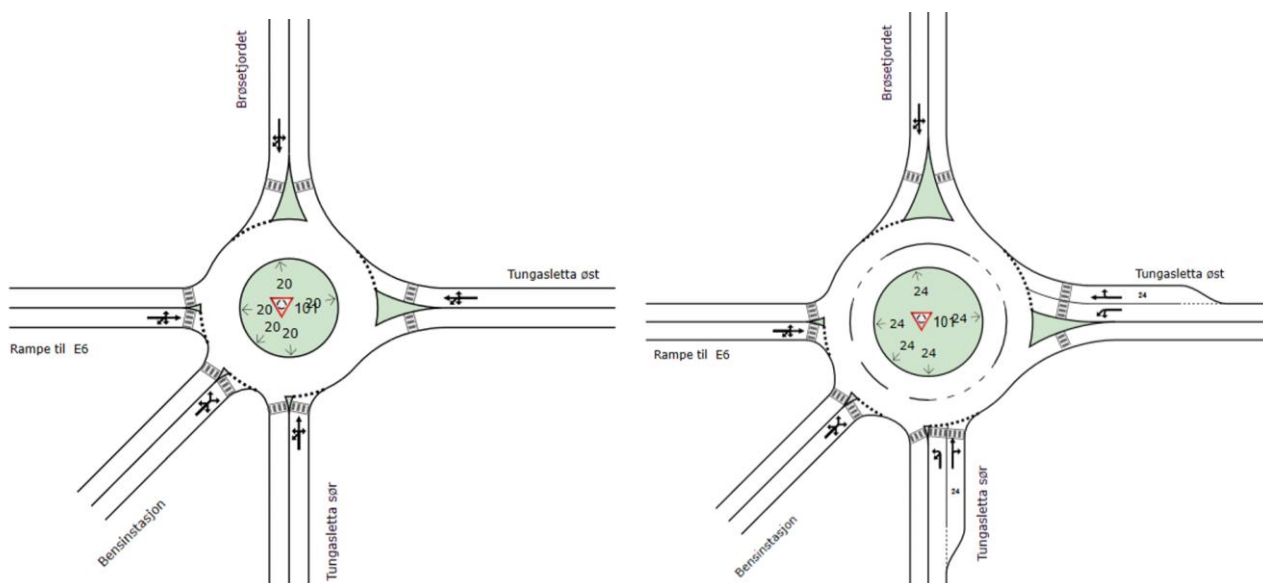 Brøsetjordet
Tungasletta øst
20
20
20
101
20
20
Rampe til E6
Bensinstasjon
Tungasletta sør
Brøsetjordet
Tungasletta øst
24
24
24
101
24
24
24
Rampe til E6
24
Bensinstasjon
Tungasletta sør